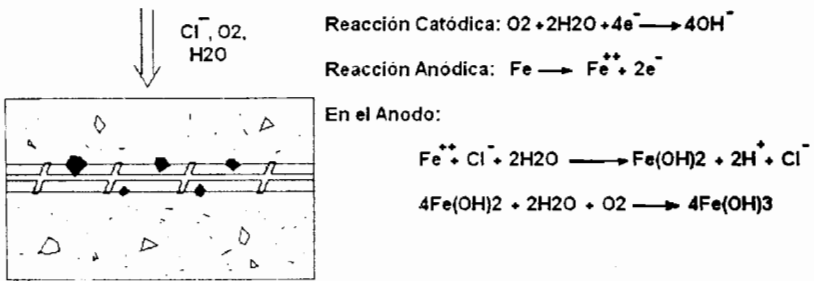 Cl⁻, O2,
H2O
Reacción Catódica: O2 +2H2O +4e⁻ ⟶ 4OH⁻
Reacción Anódica: Fe ⟶ Fe⁺⁺+ 2e⁻
En el Anodo:
Fe⁺⁺+ Cl⁻+ 2H2O ⟶ Fe(OH)2 + 2H⁺+ Cl⁻
4Fe(OH)2 + 2H2O + O2 ⟶ 4Fe(OH)3